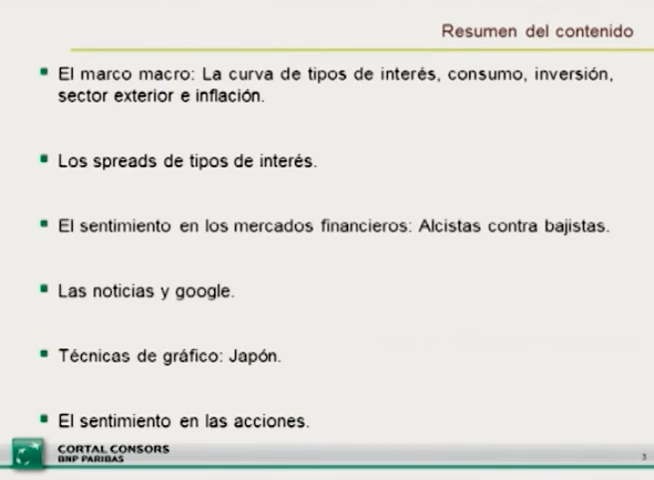 Resumen del contenido
El marco macro: La curva de tipos de interés, consumo, inversión,
sector exterior e inflación.
Los spreads de tipos de interés.
El sentimiento en los mercados financieros: Alcistas contra bajistas.
Las noticias y google.
Técnicas de gráfico: Japón.
El sentimiento en las acciones.
CORTAL CONSORS
BNP PARIBAS
3